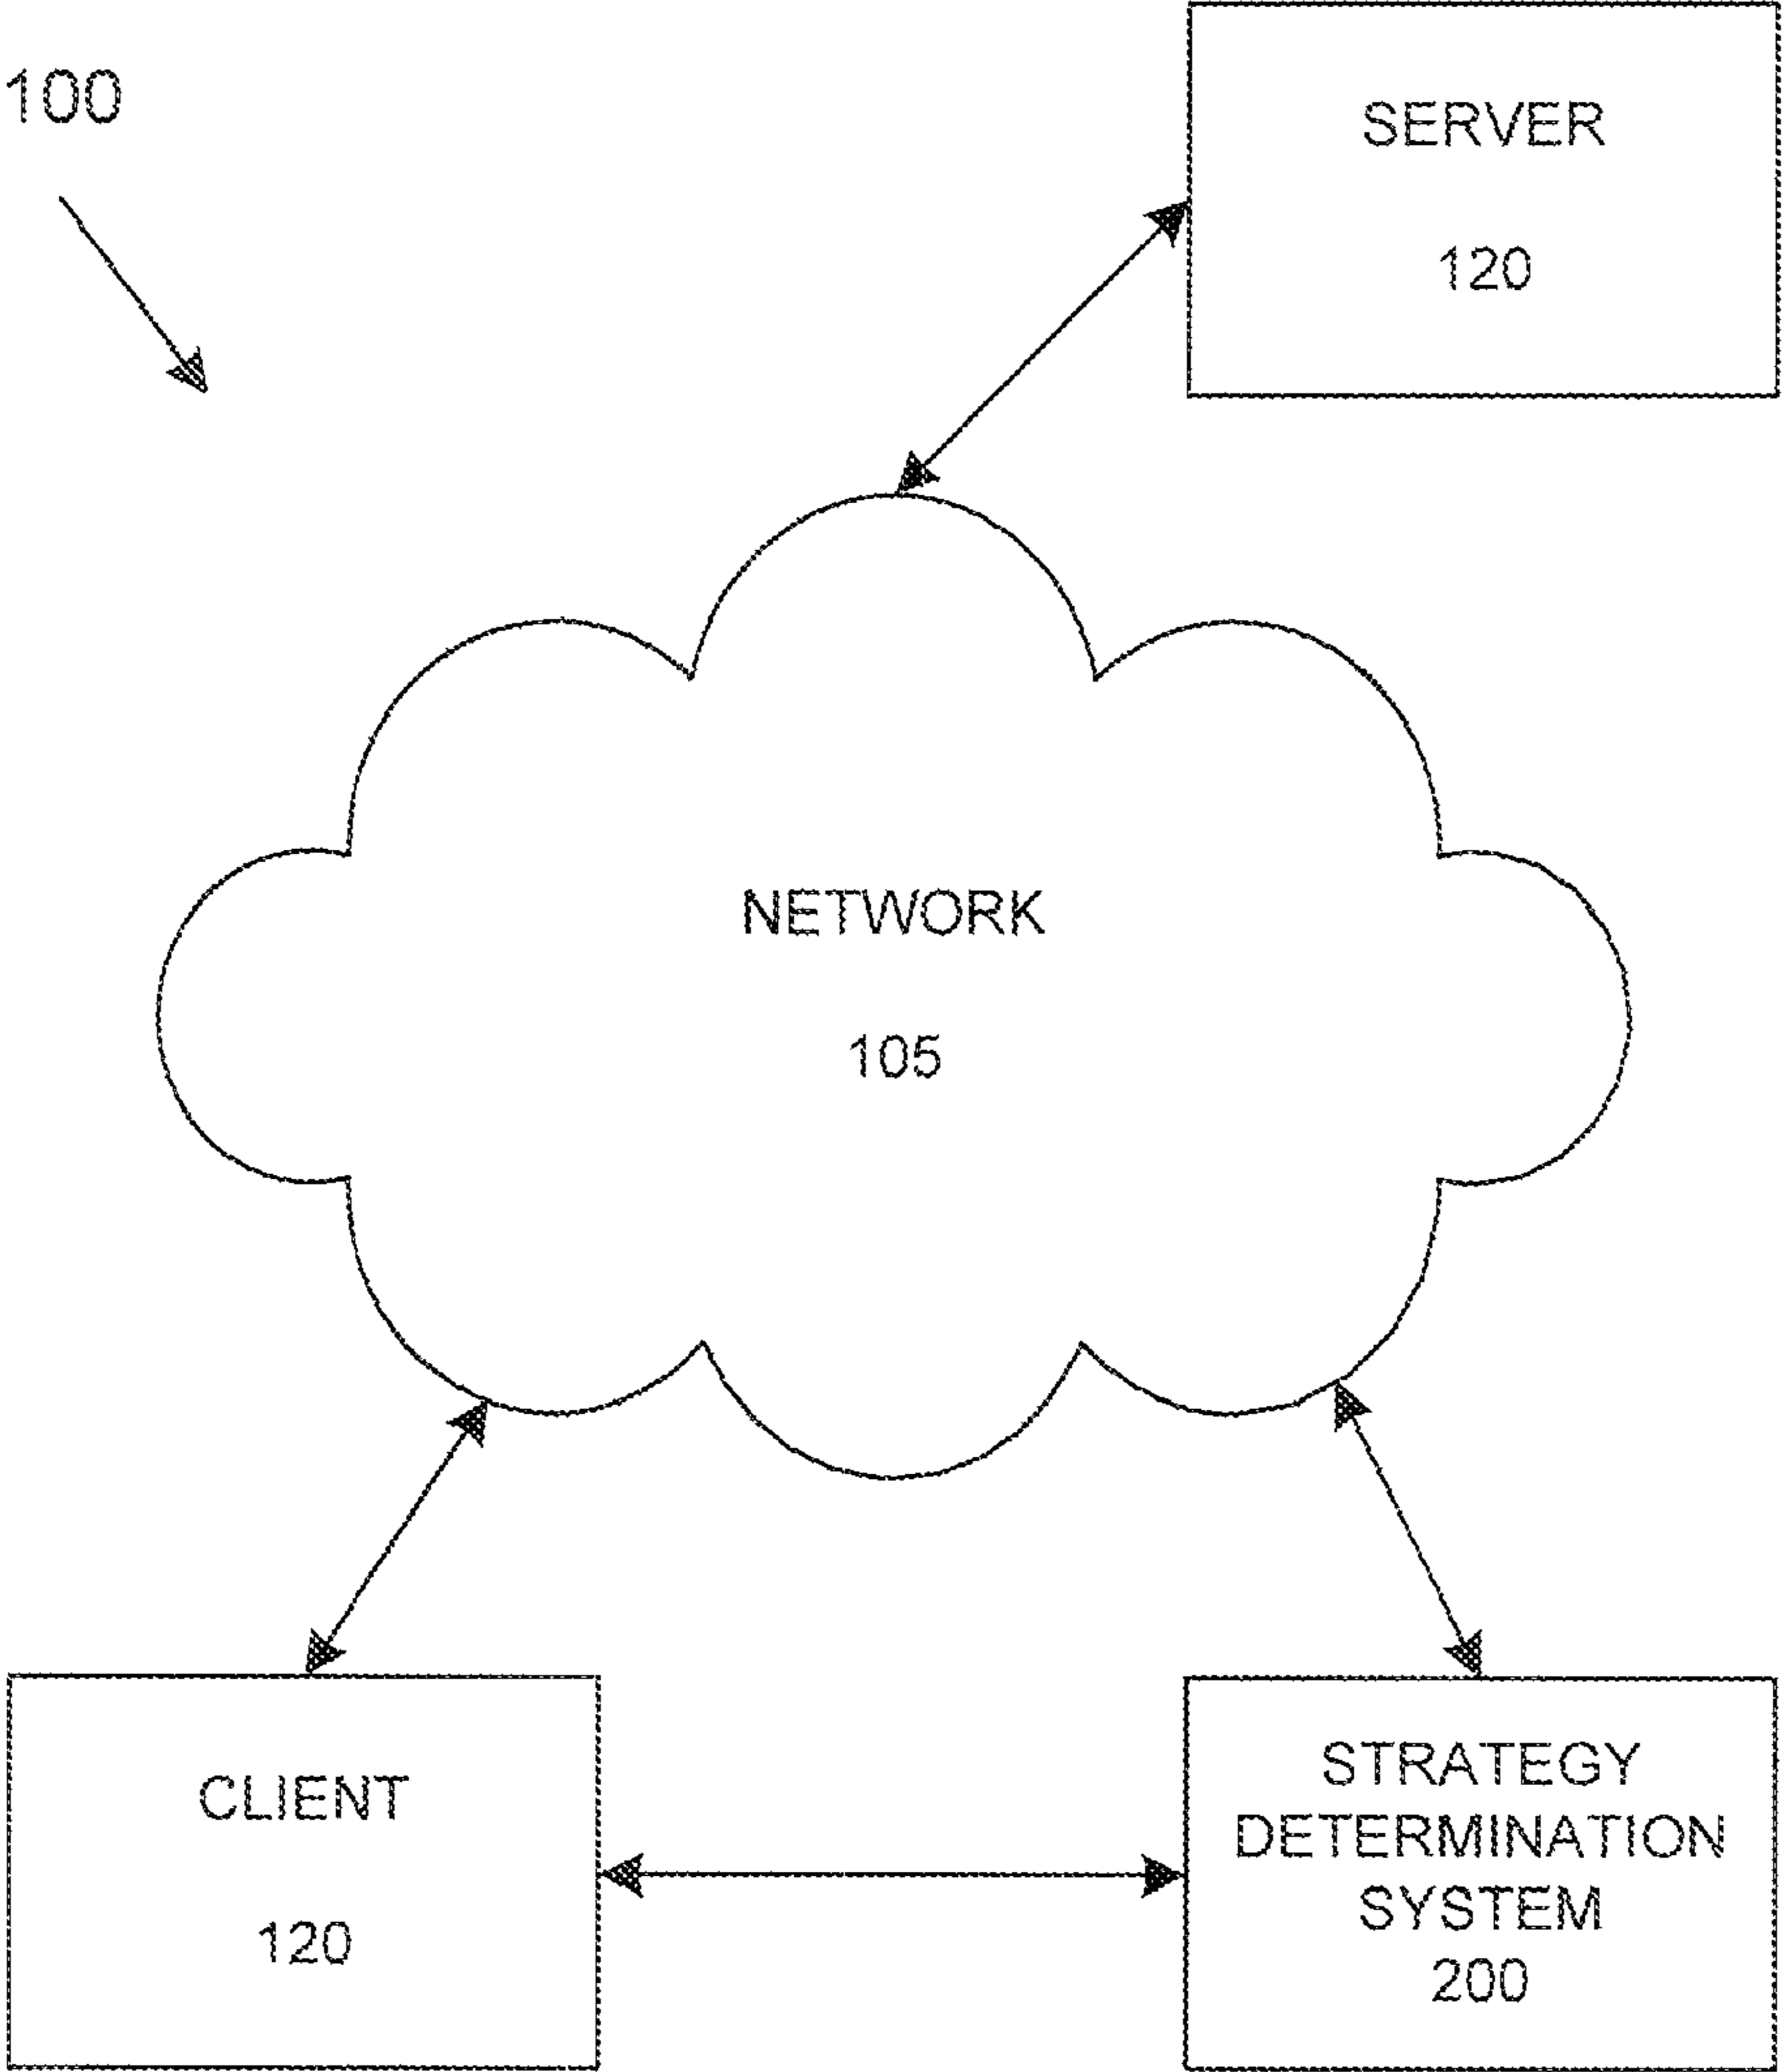 100
SERVER
120
NETWORK
105
CLIENT
120
STRATEGY
DETERMINATION
SYSTEM
200